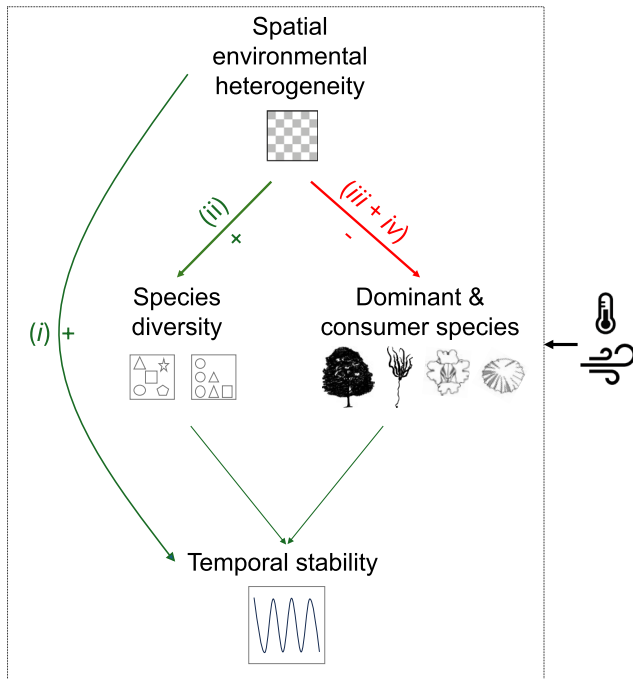 Spatial
environmental
heterogeneity
(ii)
+
(iii + iv)
-
Species
diversity
Dominant &
consumer species
(i) +
Temporal stability